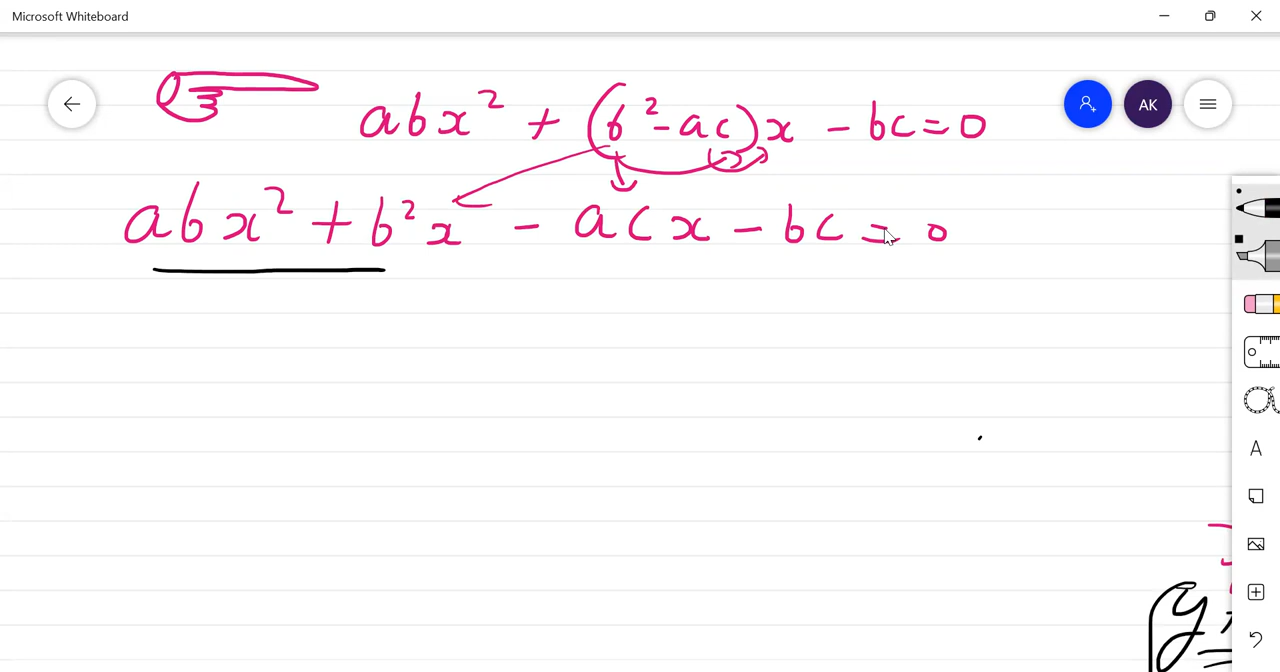 Microsoft Whiteboard
abx² + (b² - ac)x - bc = 0
AK
abx² + b²x - acx - bc = 0
A
y